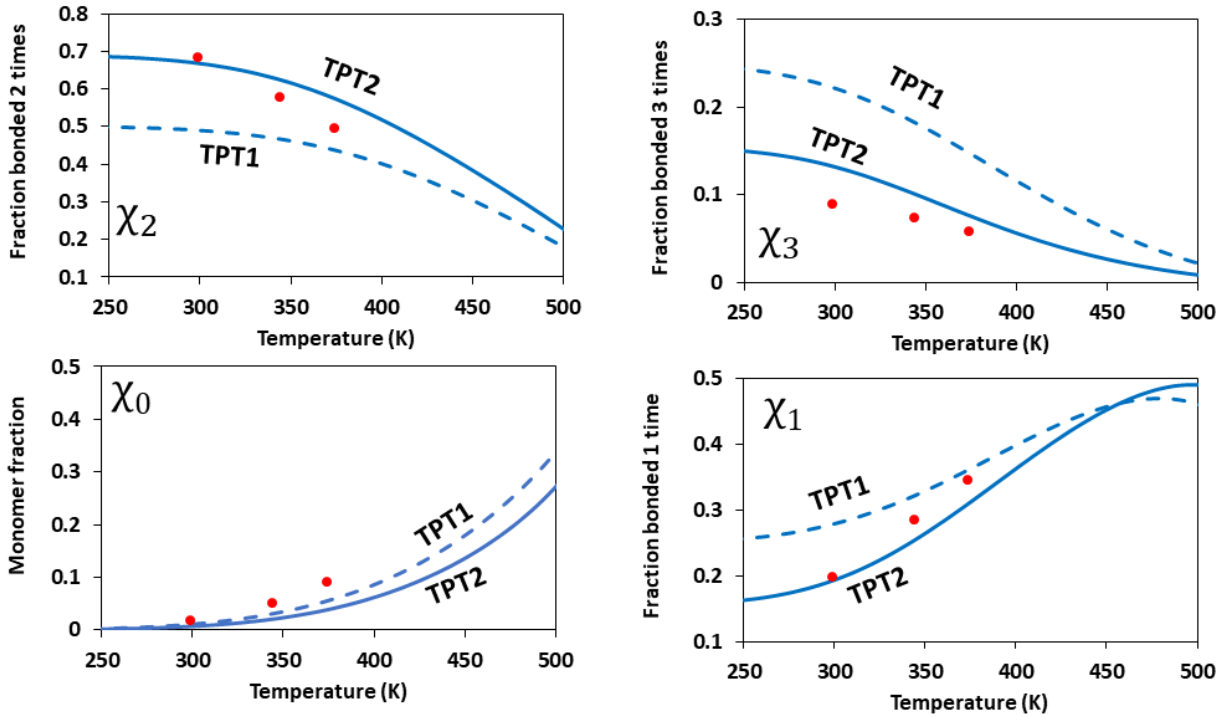 Fraction bonded 2 times
0.8
0.7
0.6
0.5
0.4
0.3
0.2
0.1
TPT2
TPT1
χ2
250 300 350 400 450 500
Temperature (K)
Fraction bonded 3 times
0.3
0.2
0.1
0
TPT1
TPT2
χ3
250 300 350 400 450 500
Temperature (K)
Monomer fraction
0.5
0.4
0.3
0.2
0.1
0
χ0
TPT1
TPT2
250 300 350 400 450 500
Temperature (K)
Fraction bonded 1 time
0.5
0.4
0.3
0.2
0.1
χ1
TPT1
TPT2
250 300 350 400 450 500
Temperature (K)